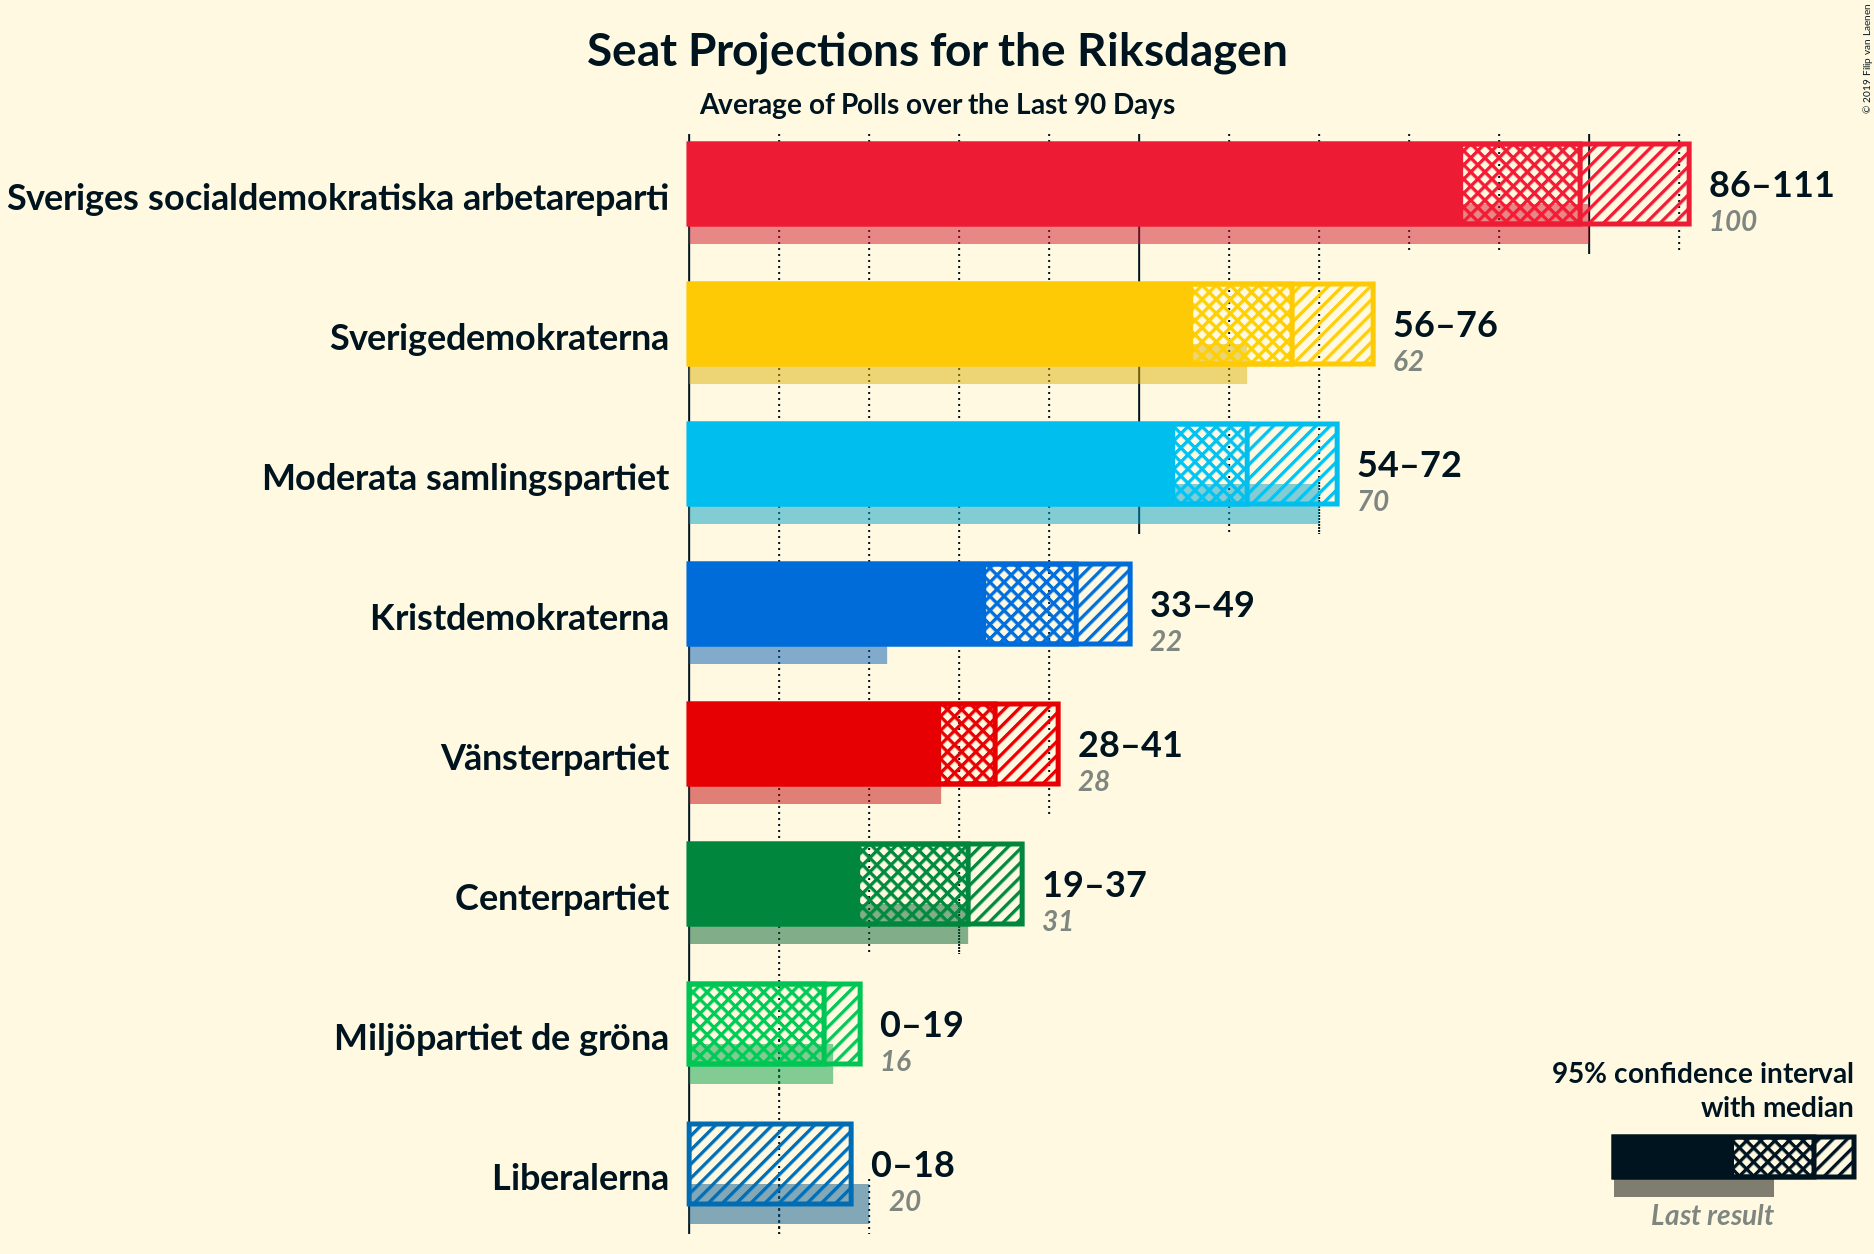 Seat Projections for the Riksdagen
Average of Polls over the Last 90 Days
© 2019 Filip van Laenen
Sveriges socialdemokratiska arbetareparti
86–111
100
Sverigedemokraterna
56–76
62
Moderata samlingspartiet
54–72
70
Kristdemokraterna
33–49
22
Vänsterpartiet
28–41
28
Centerpartiet
19–37
31
Miljöpartiet de gröna
0–19
16
Liberalerna
0–18
20
95% confidence interval
with median
Last result